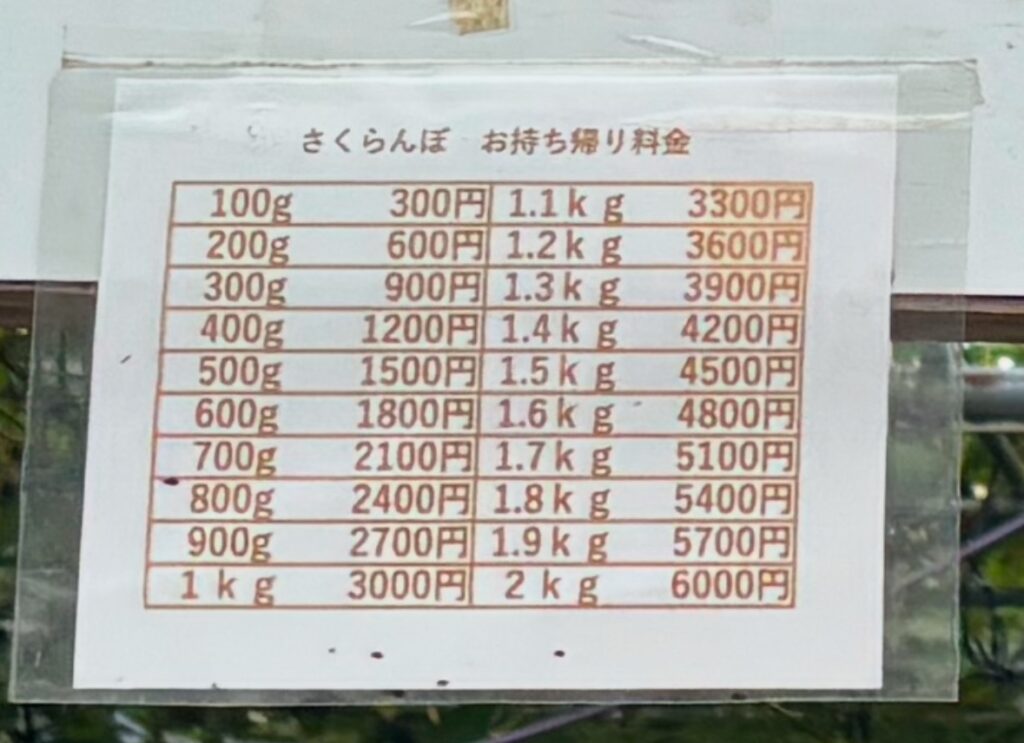 さくらんぼ お持ち帰り料金
100g 300円 1.1kg 3300円
200g 600円 1.2kg 3600円
300g 900円 1.3kg 3900円
400g 1200円 1.4kg 4200円
500g 1500円 1.5kg 4500円
600g 1800円 1.6kg 4800円
700g 2100円 1.7kg 5100円
800g 2400円 1.8kg 5400円
900g 2700円 1.9kg 5700円
1kg 3000円 2kg 6000円